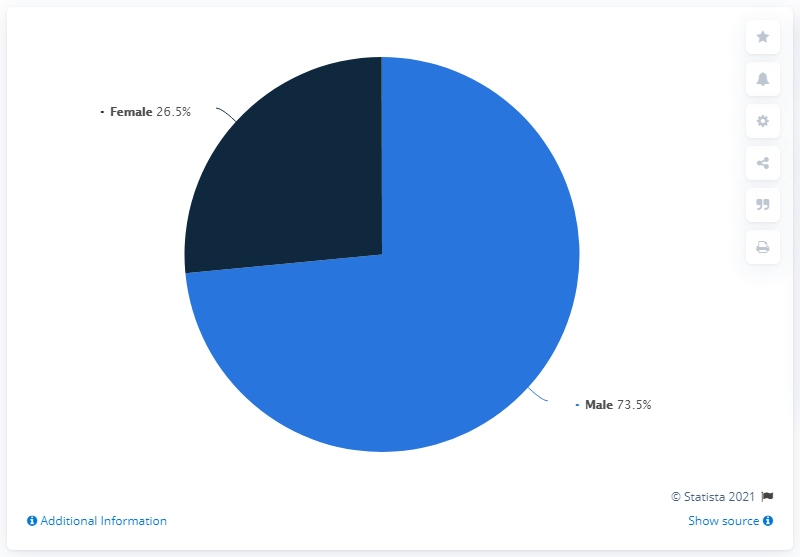 Female 26.5%
Male 73.5%
© Statista 2021
Additional Information
Show source